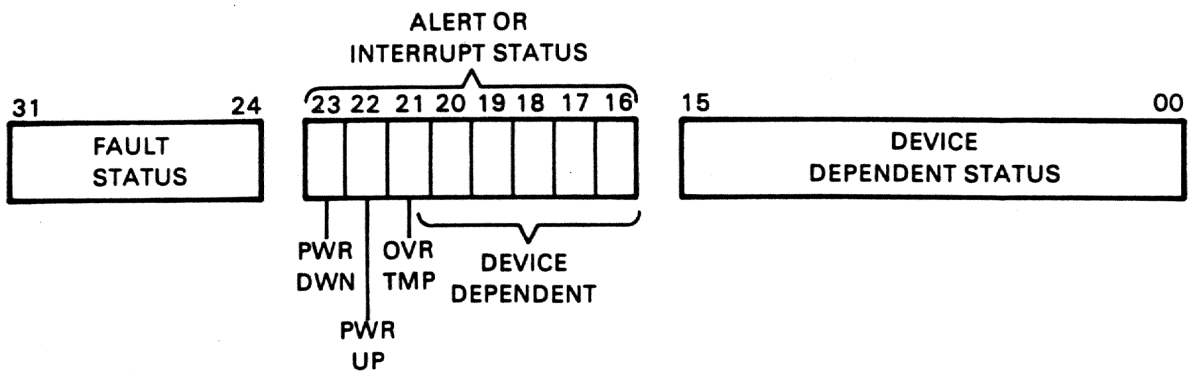 ALERT OR
INTERRUPT STATUS
31 24 23 22 21 20 19 18 17 16 15 00
FAULT
STATUS
DEVICE
DEPENDENT STATUS
PWR
DWN
OVR
TMP
DEVICE
DEPENDENT
PWR
UP